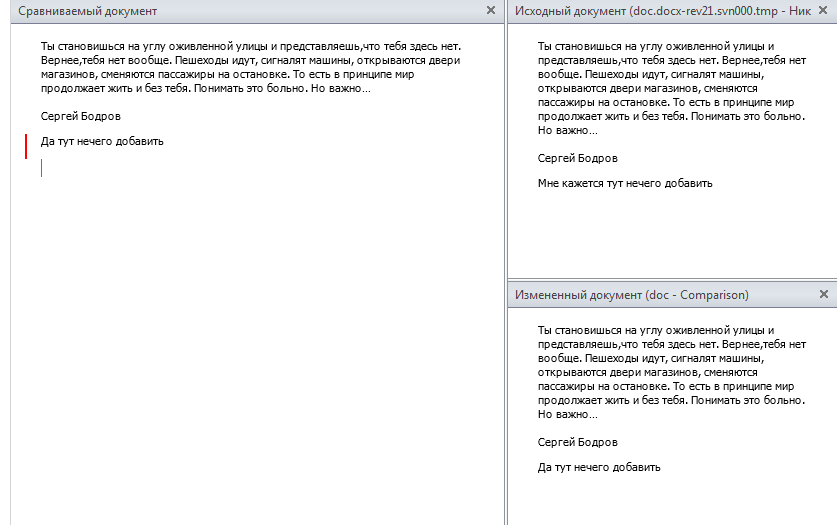 Сравниваемый документ
Ты становишься на углу оживленной улицы и представляешь,что тебя здесь нет.
Вернее,тебя нет вообще. Пешеходы идут, сигналят машины, открываются двери
магазинов, сменяются пассажиры на остановке. То есть в принципе мир
продолжает жить и без тебя. Понимать это больно. Но важно...
Сергей Бодров
Да тут нечего добавить
Исходный документ (doc.docx-rev21.svn000.tmp - Ник
Ты становишься на углу оживленной улицы и
представляешь,что тебя здесь нет. Вернее,тебя нет
вообще. Пешеходы идут, сигналят машины,
открываются двери магазинов, сменяются
пассажиры на остановке. То есть в принципе мир
продолжает жить и без тебя. Понимать это больно.
Но важно...
Сергей Бодров
Мне кажется тут нечего добавить
Измененный документ (doc - Comparison)
Ты становишься на углу оживленной улицы и
представляешь,что тебя здесь нет. Вернее,тебя нет
вообще. Пешеходы идут, сигналят машины,
открываются двери магазинов, сменяются
пассажиры на остановке. То есть в принципе мир
продолжает жить и без тебя. Понимать это больно.
Но важно...
Сергей Бодров
Да тут нечего добавить